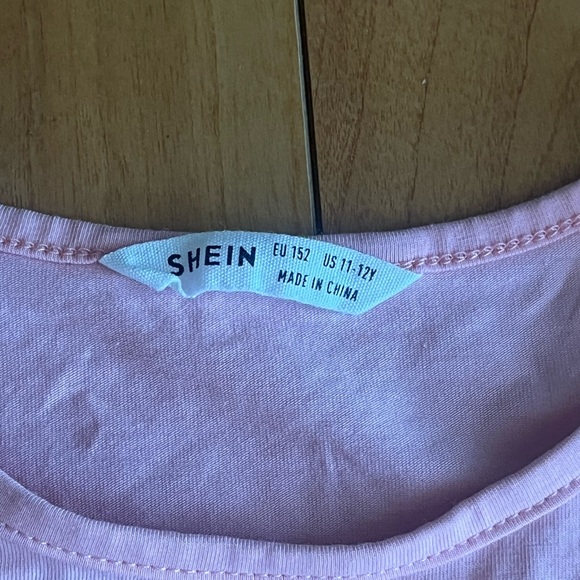 SHEIN EU 152 US 11-12Y
MADE IN CHINA